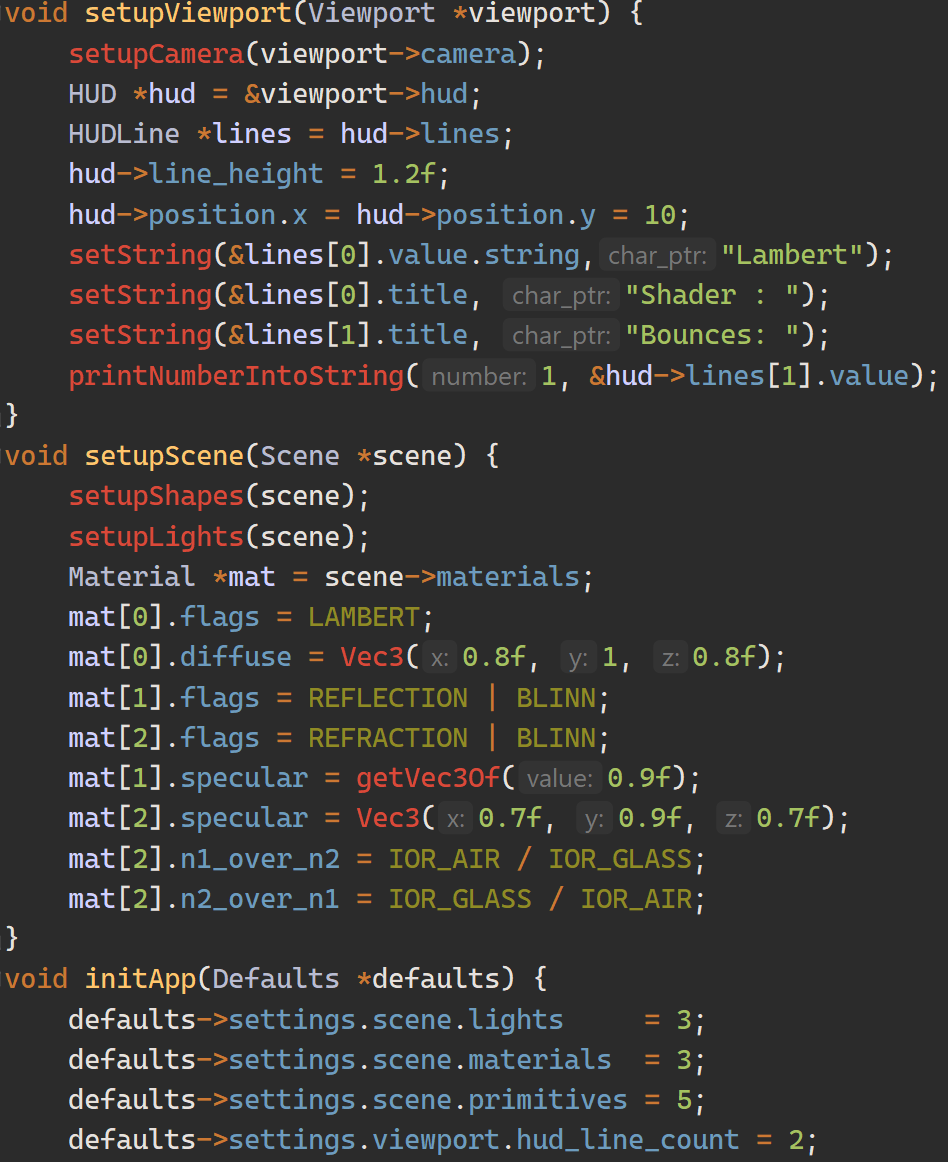 void setupViewport(Viewport *viewport) {
    setupCamera(viewport->camera);
    HUD *hud = &viewport->hud;
    HUDLine *lines = hud->lines;
    hud->line_height = 1.2f;
    hud->position.x = hud->position.y = 10;
    setString(&lines[0].value.string, char_ptr: "Lambert");
    setString(&lines[0].title, char_ptr: "Shader : ");
    setString(&lines[1].title, char_ptr: "Bounces: ");
    printNumberIntoString( number: 1, &hud->lines[1].value);
}
void setupScene(Scene *scene) {
    setupShapes(scene);
    setupLights(scene);
    Material *mat = scene->materials;
    mat[0].flags = LAMBERT;
    mat[0].diffuse = Vec3( x: 0.8f, y: 1, z: 0.8f);
    mat[1].flags = REFLECTION | BLINN;
    mat[2].flags = REFRACTION | BLINN;
    mat[1].specular = getVec3Of( value: 0.9f);
    mat[2].specular = Vec3( x: 0.7f, y: 0.9f, z: 0.7f);
    mat[2].n1_over_n2 = IOR_AIR / IOR_GLASS;
    mat[2].n2_over_n1 = IOR_GLASS / IOR_AIR;
}
void initApp(Defaults *defaults) {
    defaults->settings.scene.lights     = 3;
    defaults->settings.scene.materials  = 3;
    defaults->settings.scene.primitives = 5;
    defaults->settings.viewport.hud_line_count = 2;